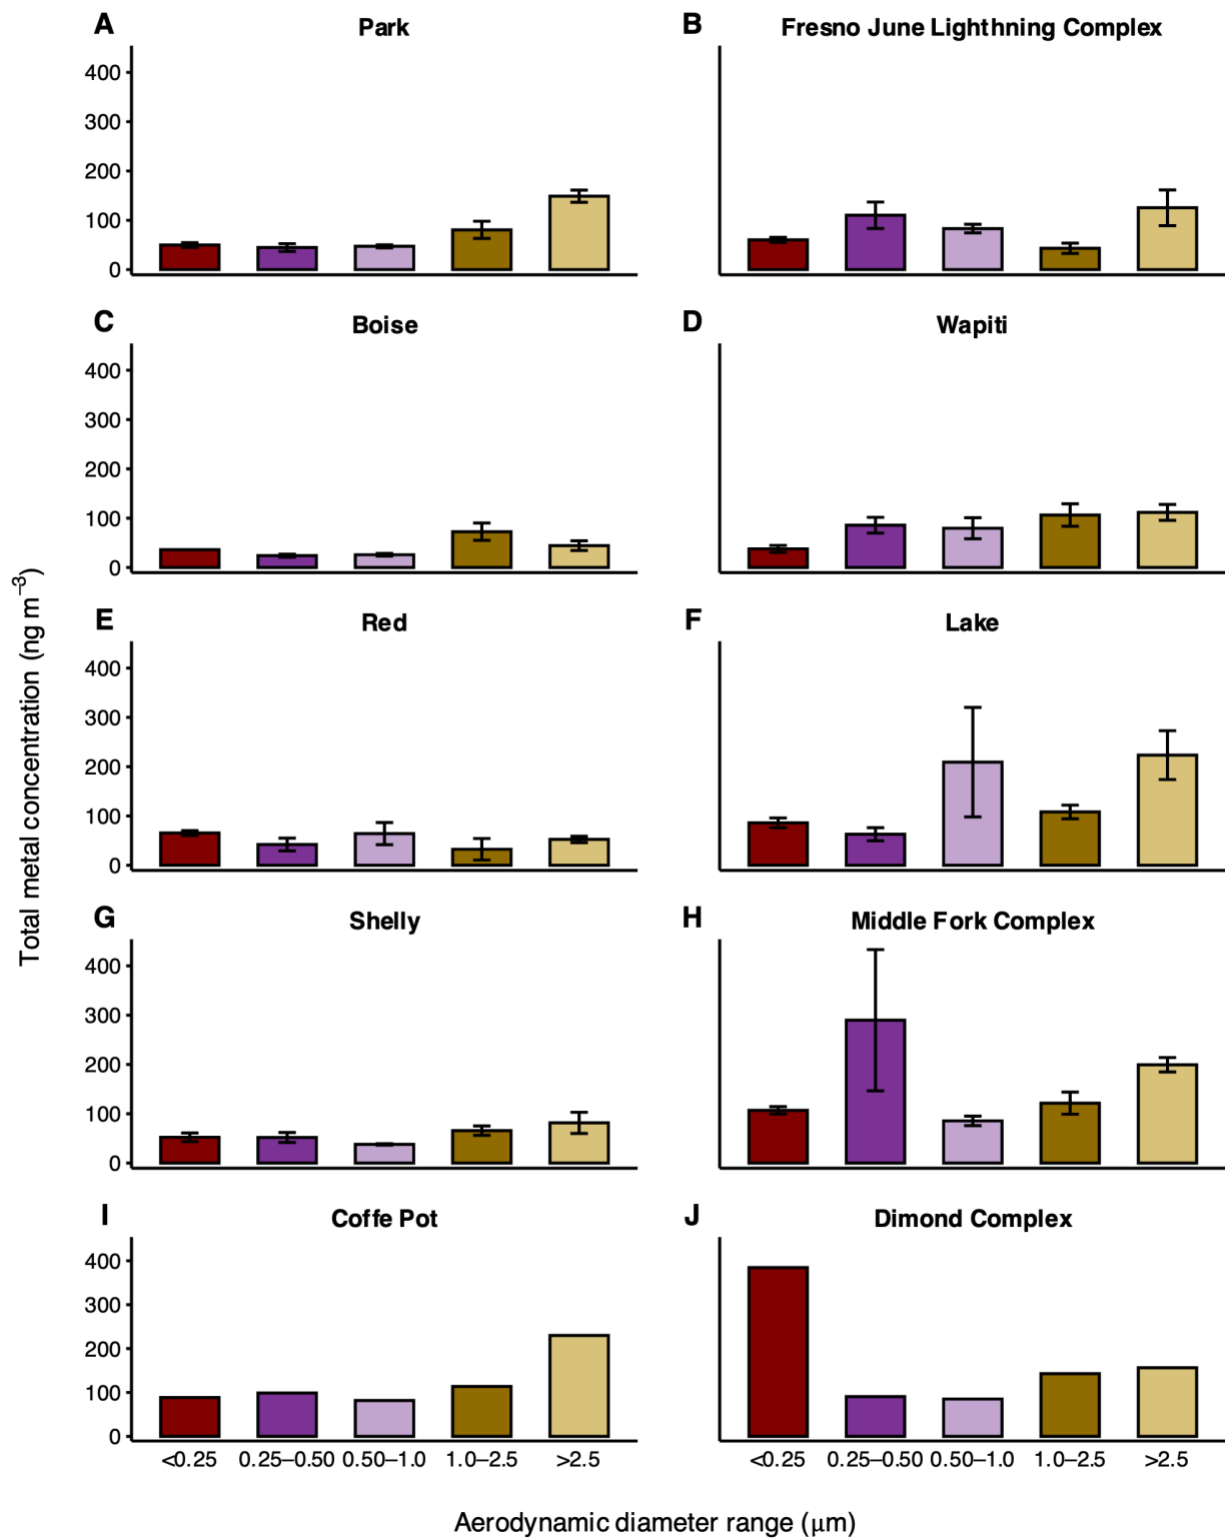 A Park
B Fresno June Lighthning Complex
400
300
200
100
0
C Boise
D Wapiti
400
300
200
100
0
E Red
F Lake
400
300
200
100
0
G Shelly
H Middle Fork Complex
400
300
200
100
0
I Coffe Pot
J Dimond Complex
400
300
200
100
0
<0.25 0.25–0.50 0.50–1.0 1.0–2.5 >2.5
<0.25 0.25–0.50 0.50–1.0 1.0–2.5 >2.5
Total metal concentration (ng m⁻³)
Aerodynamic diameter range (μm)